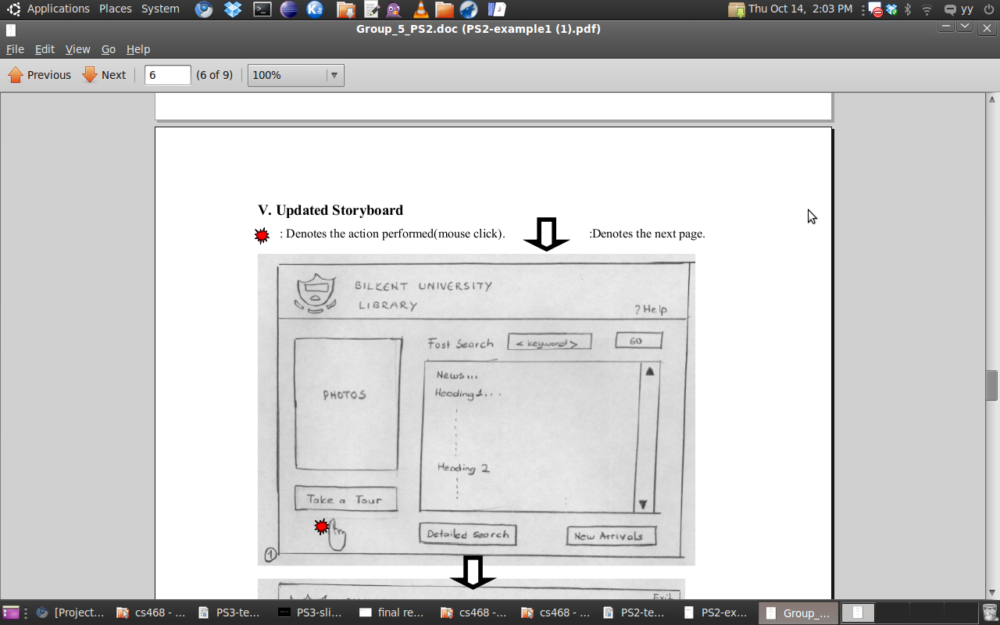 Applications Places System
Thu Oct 14, 2:03 PM
yy
Group_5_PS2.doc (PS2-example1 (1).pdf)
File Edit View Go Help
Previous Next 6 (6 of 9) 100%
V. Updated Storyboard
: Denotes the action performed(mouse click). :Denotes the next page.
BILKENT UNIVERSITY
LIBRARY
? Help
Fast Search <keyword> GO
News...
Heading 1...
PHOTOS
Heading 2
Take a Tour
Detailed Search New Arrivals
1
Exit
[Project... cs468 - ... PS3-te... PS3-sli... final re... cs468 -... cs468 - ... PS2-te... PS2-ex... Group_...